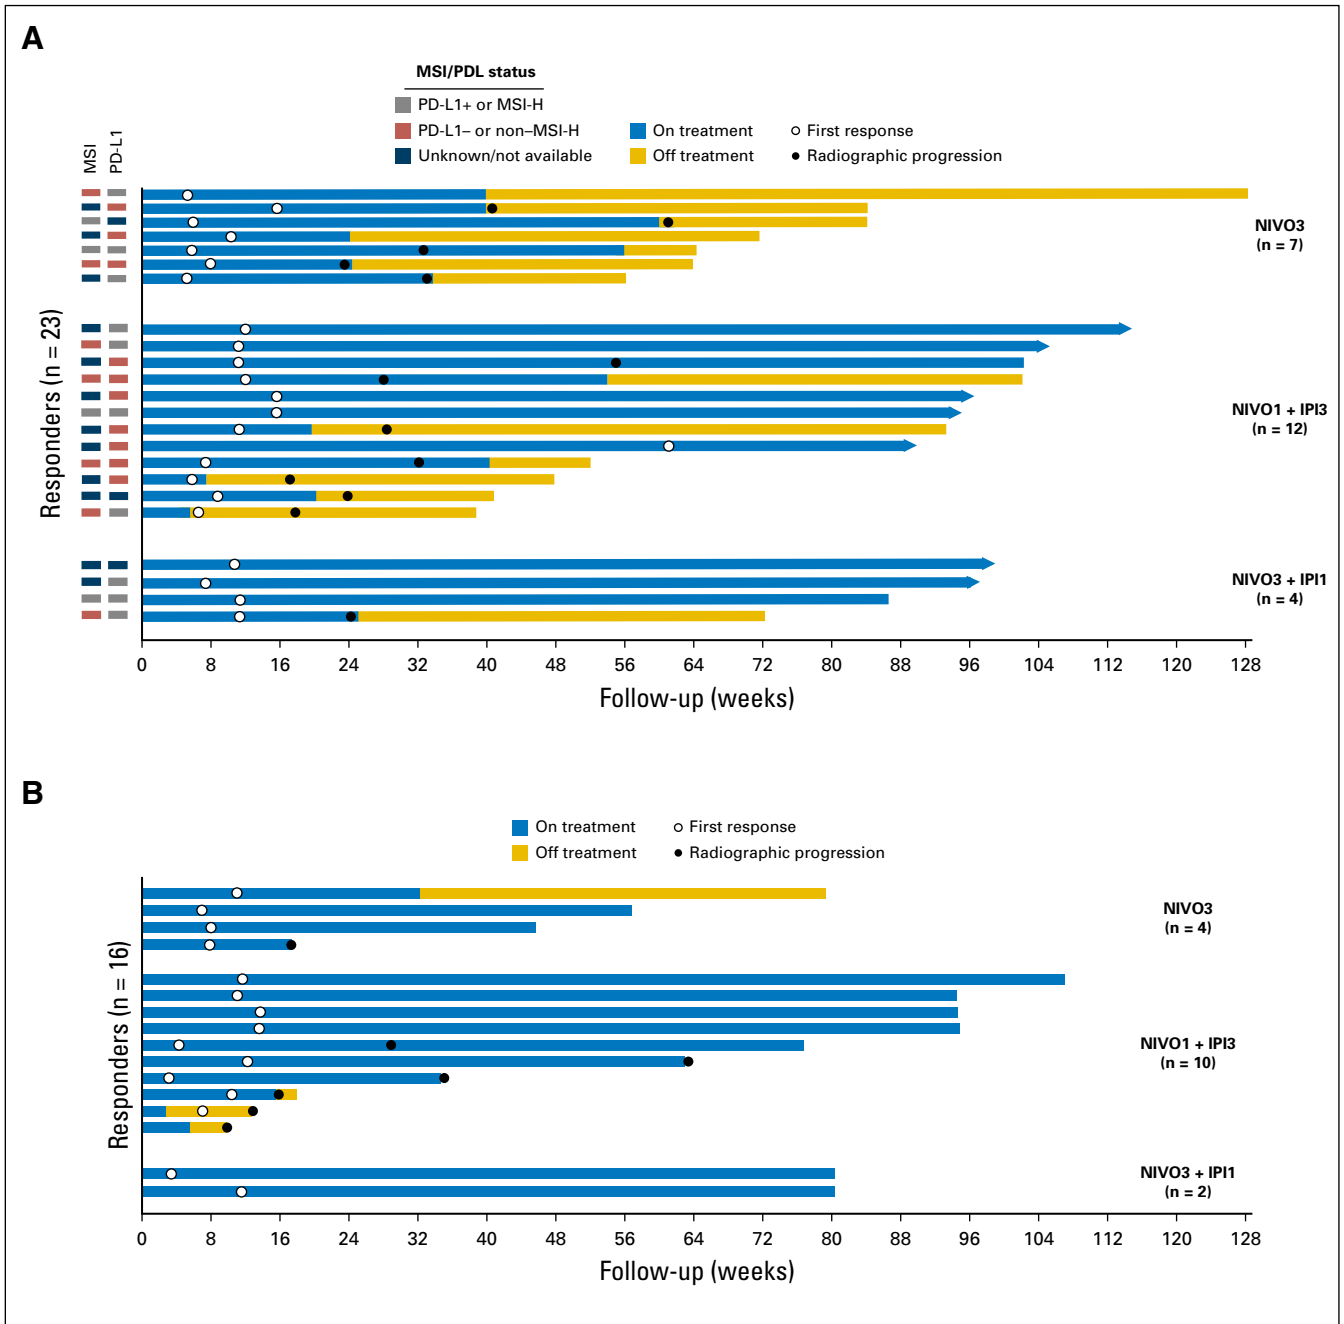 A
MSI/PDL status
PD-L1+ or MSI-H
PD-L1– or non–MSI-H
Unknown/not available
On treatment
Off treatment
First response
Radiographic progression
MSI
PD-L1
Responders (n = 23)
NIVO3
(n = 7)
NIVO1 + IPI3
(n = 12)
NIVO3 + IPI1
(n = 4)
0 8 16 24 32 40 48 56 64 72 80 88 96 104 112 120 128
Follow-up (weeks)
B
On treatment
Off treatment
First response
Radiographic progression
Responders (n = 16)
NIVO3
(n = 4)
NIVO1 + IPI3
(n = 10)
NIVO3 + IPI1
(n = 2)
0 8 16 24 32 40 48 56 64 72 80 88 96 104 112 120 128
Follow-up (weeks)